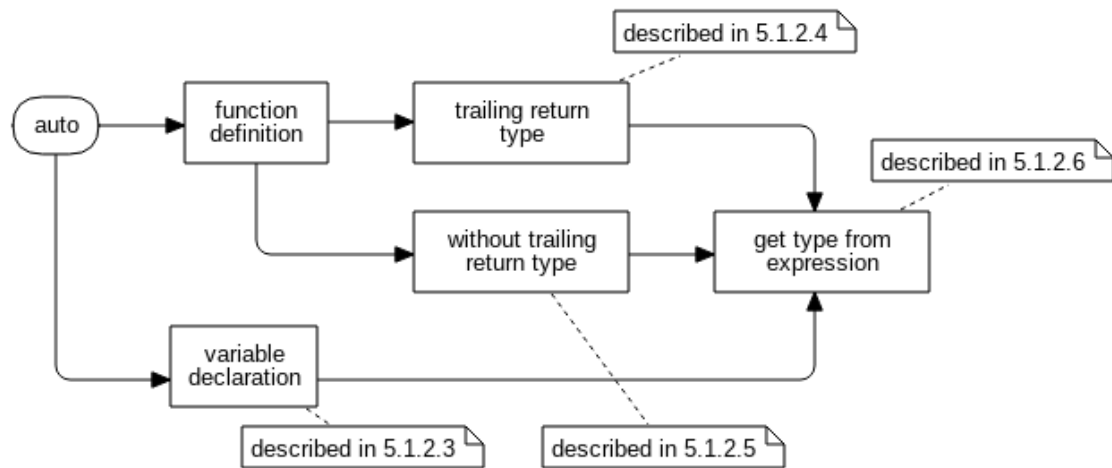 described in 5.1.2.4
auto
function
definition
trailing return
type
described in 5.1.2.6
without trailing
return type
get type from
expression
variable
declaration
described in 5.1.2.3
described in 5.1.2.5